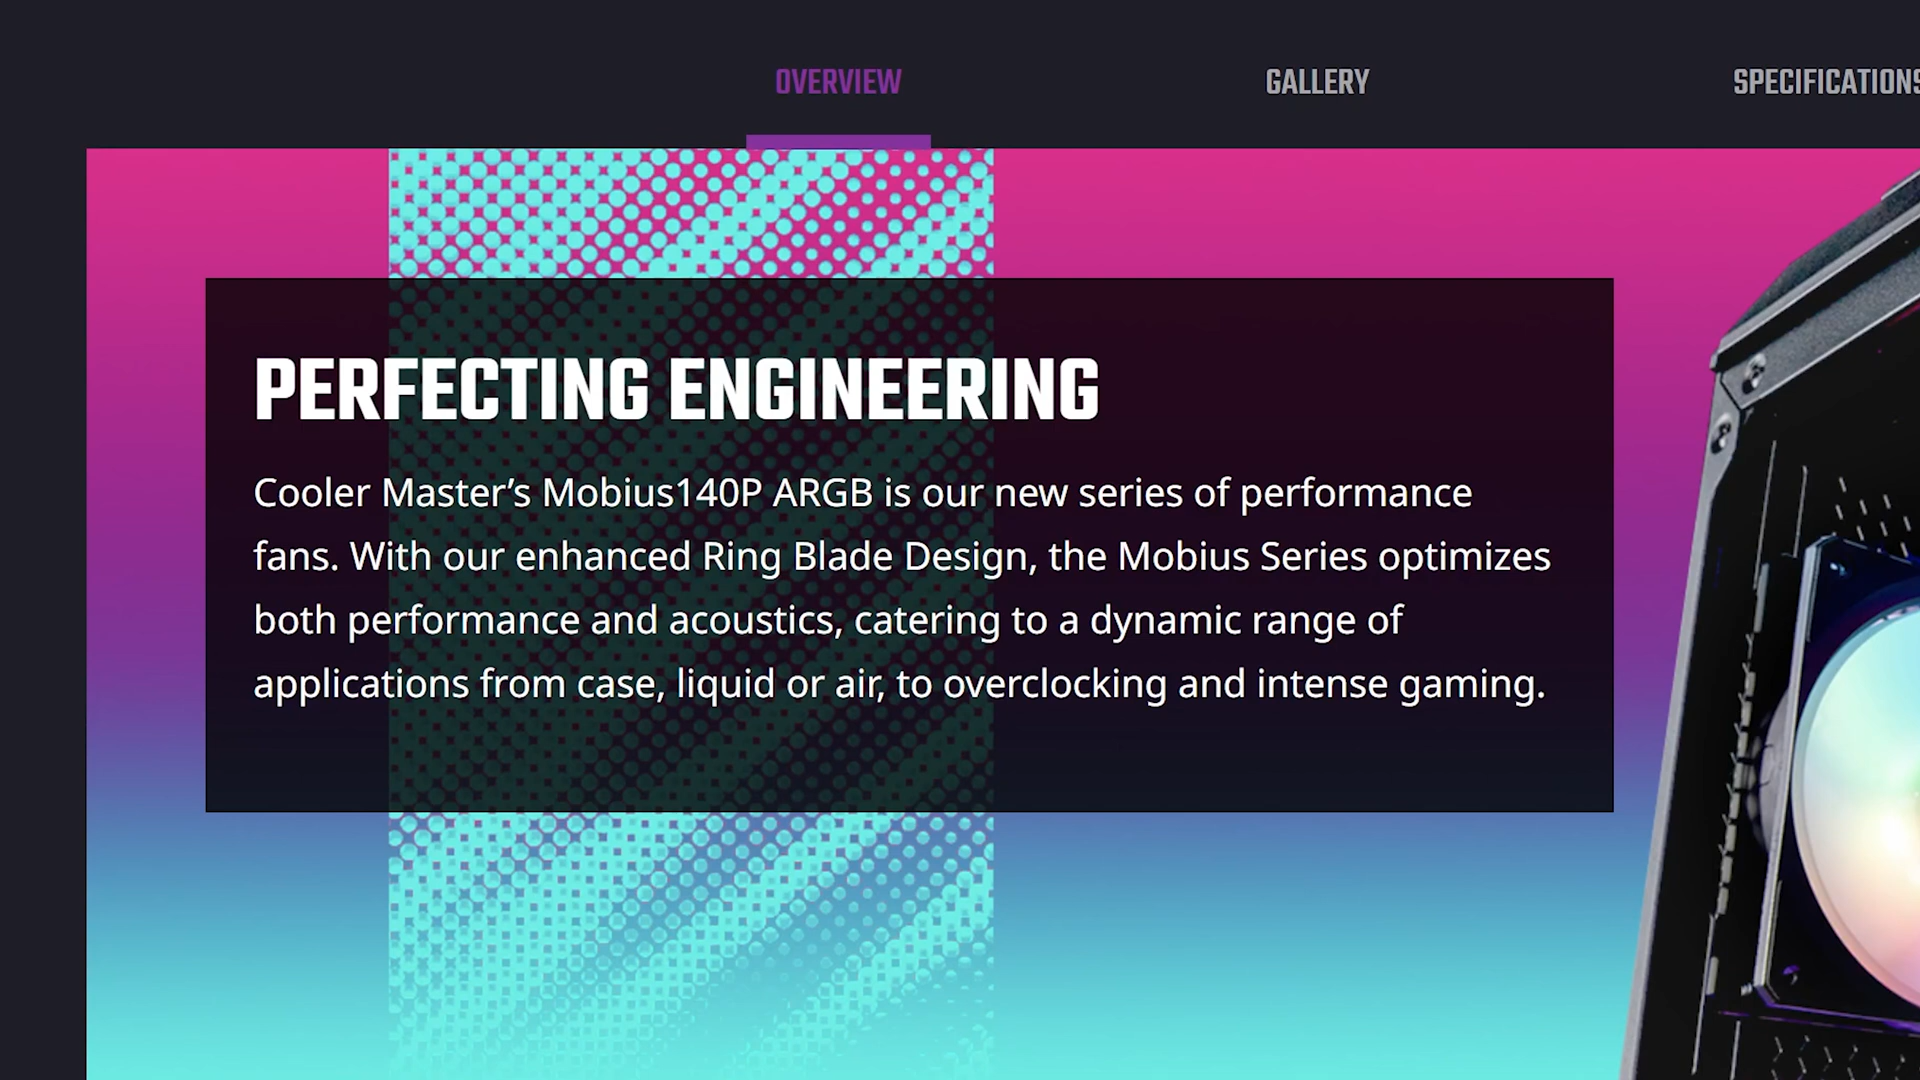 OVERVIEW GALLERY SPECIFICATIONS
PERFECTING ENGINEERING
Cooler Master’s Mobius140P ARGB is our new series of performance
fans. With our enhanced Ring Blade Design, the Mobius Series optimizes
both performance and acoustics, catering to a dynamic range of
applications from case, liquid or air, to overclocking and intense gaming.